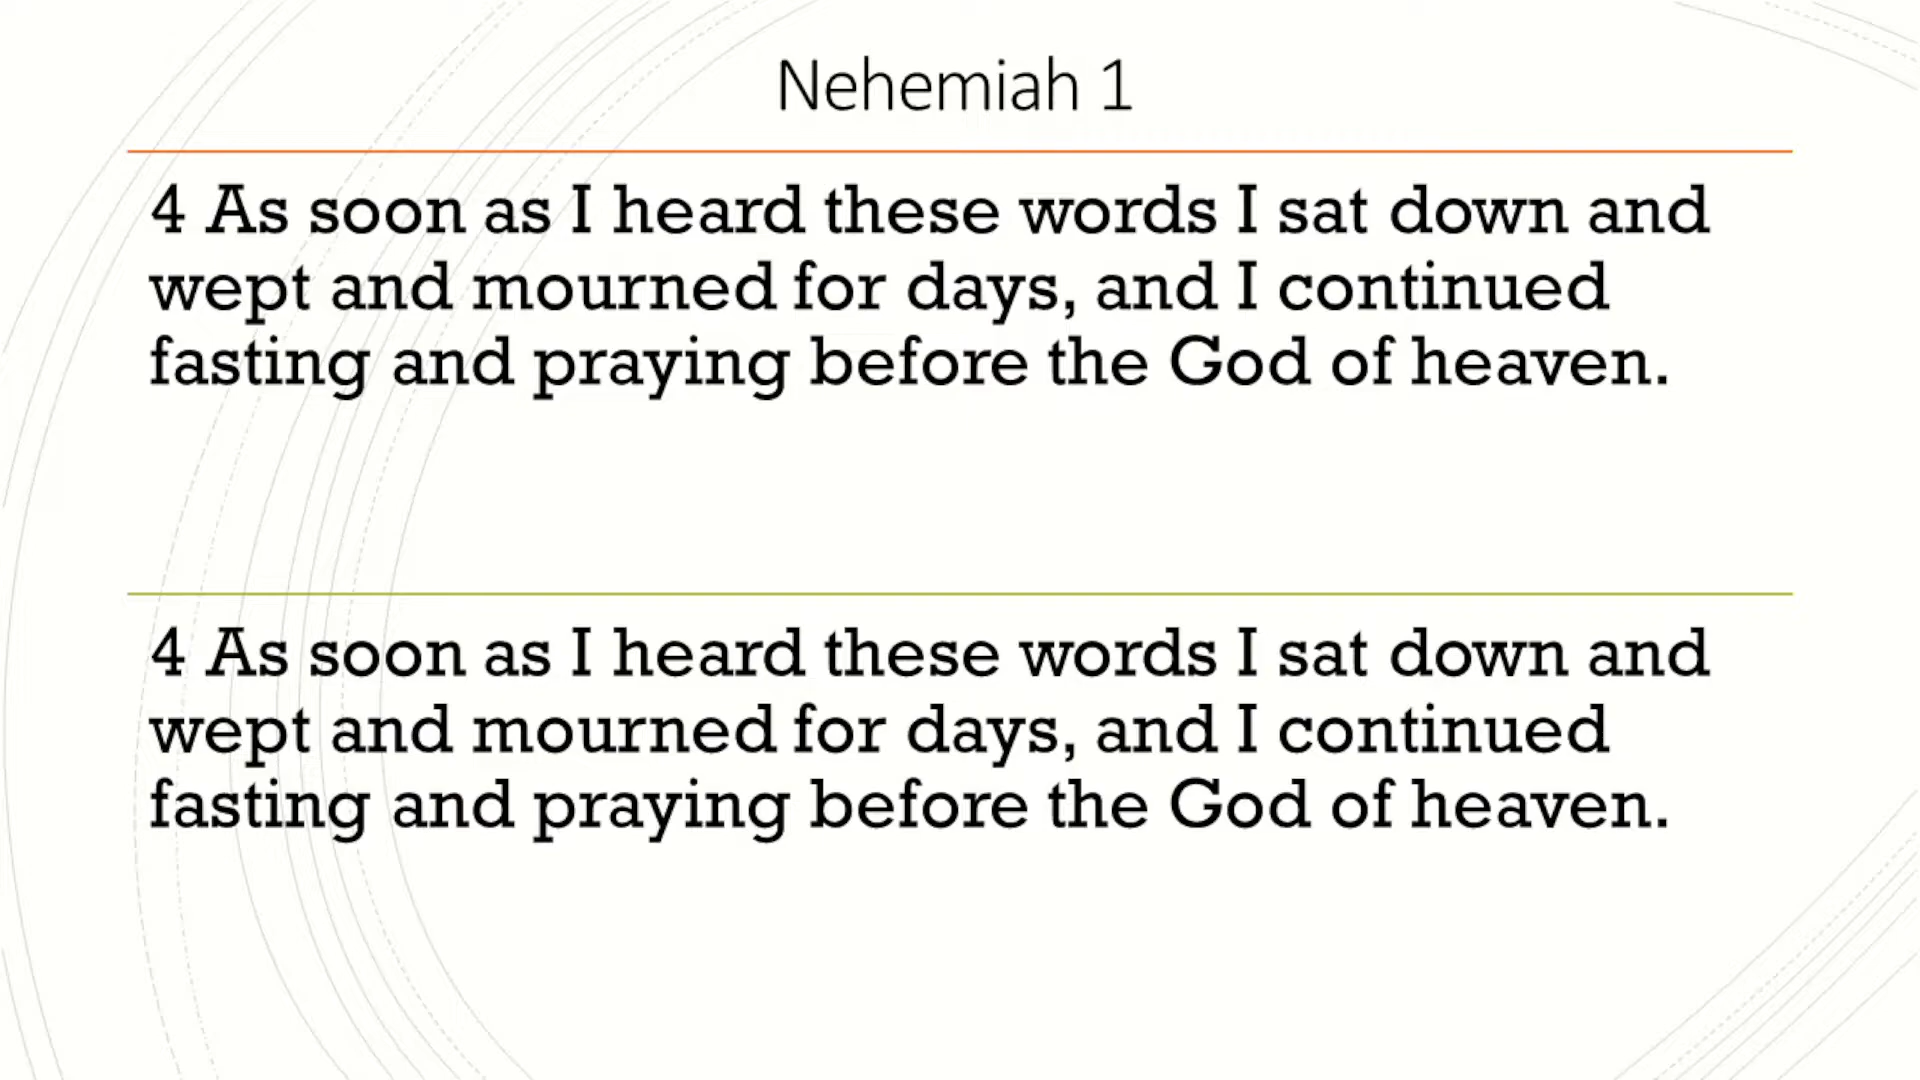 Nehemiah 1
4 As soon as I heard these words I sat down and
wept and mourned for days, and I continued
fasting and praying before the God of heaven.
4 As soon as I heard these words I sat down and
wept and mourned for days, and I continued
fasting and praying before the God of heaven.